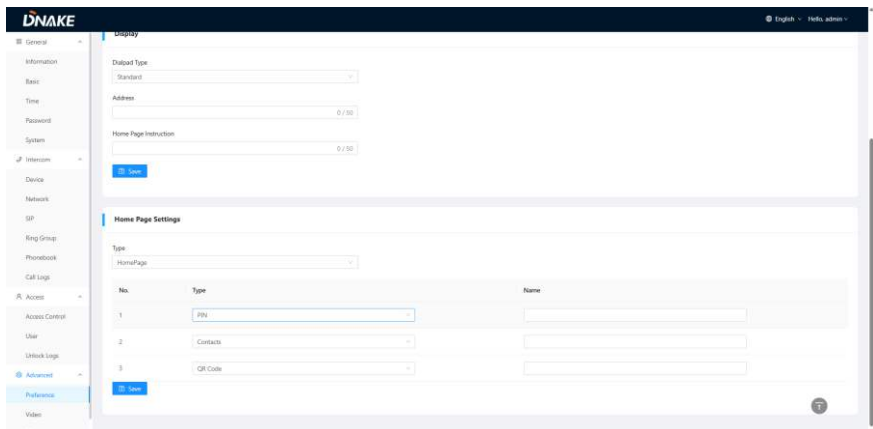 DNAKE
English
Hello, admin
General
Information
Basic
Time
Password
System
Intercom
Device
Network
SIP
Ring Group
Phonebook
Call Logs
Access
Access Control
User
Unlock Logs
Advanced
Preference
Video
Display
Dialpad Type
Standard
Address
0 / 50
Home Page Instruction
0 / 50
Save
Home Page Settings
Type
HomePage
No. Type Name
1 PIN
2 Contacts
3 QR Code
Save